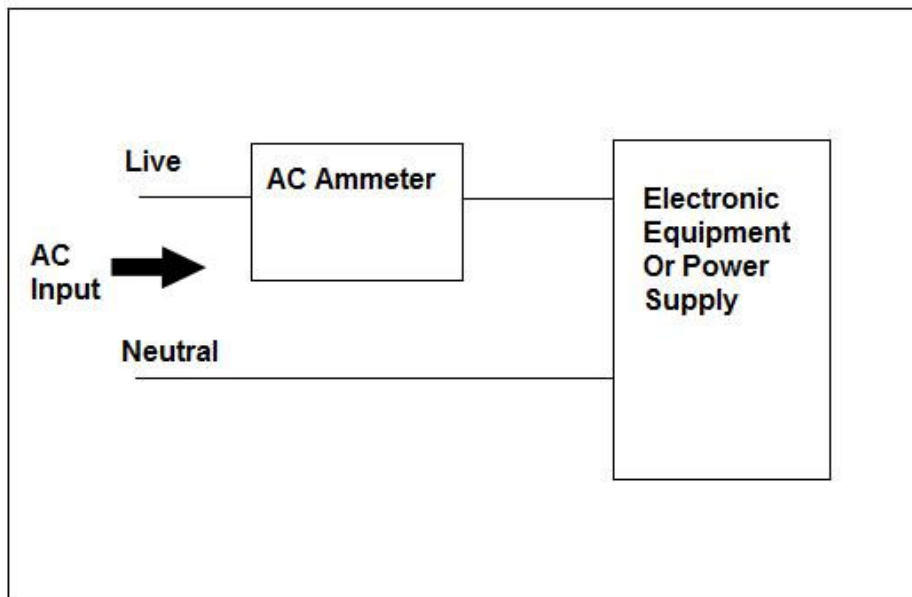 Live
AC Ammeter
Electronic
Equipment
Or Power
Supply
AC
Input
Neutral